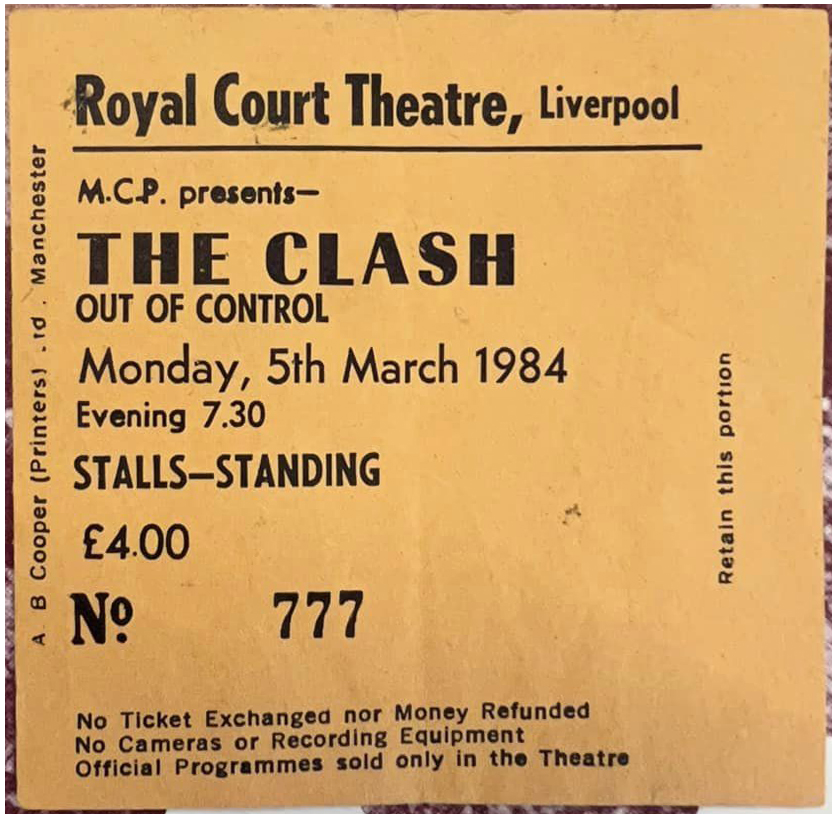 Royal Court Theatre, Liverpool
M.C.P. presents—
THE CLASH
OUT OF CONTROL
Monday, 5th March 1984
Evening 7.30
STALLS—STANDING
£4.00
Nº 777
No Ticket Exchanged nor Money Refunded
No Cameras or Recording Equipment
Official Programmes sold only in the Theatre
A B Cooper (Printers) Ltd . Manchester
Retain this portion